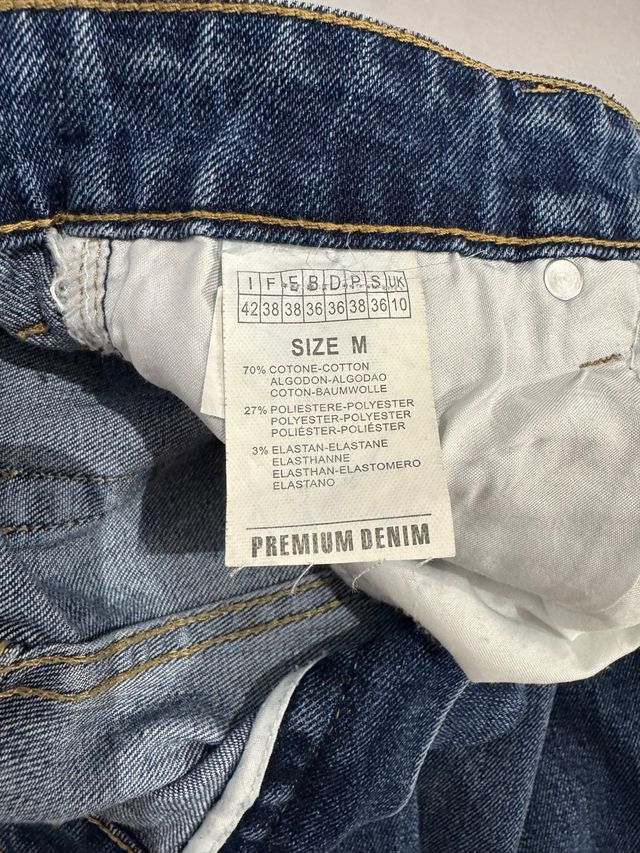 I F E B D P S UK
42 38 38 36 36 38 36 10
SIZE M
70% COTONE-COTTON
ALGODON-ALGODAO
COTON-BAUMWOLLE
27% POLIESTERE-POLYESTER
POLYESTER-POLYESTER
POLIÉSTER-POLIÉSTER
3% ELASTAN-ELASTANE
ELASTHANNE
ELASTHAN-ELASTOMERO
ELASTANO
PREMIUM DENIM